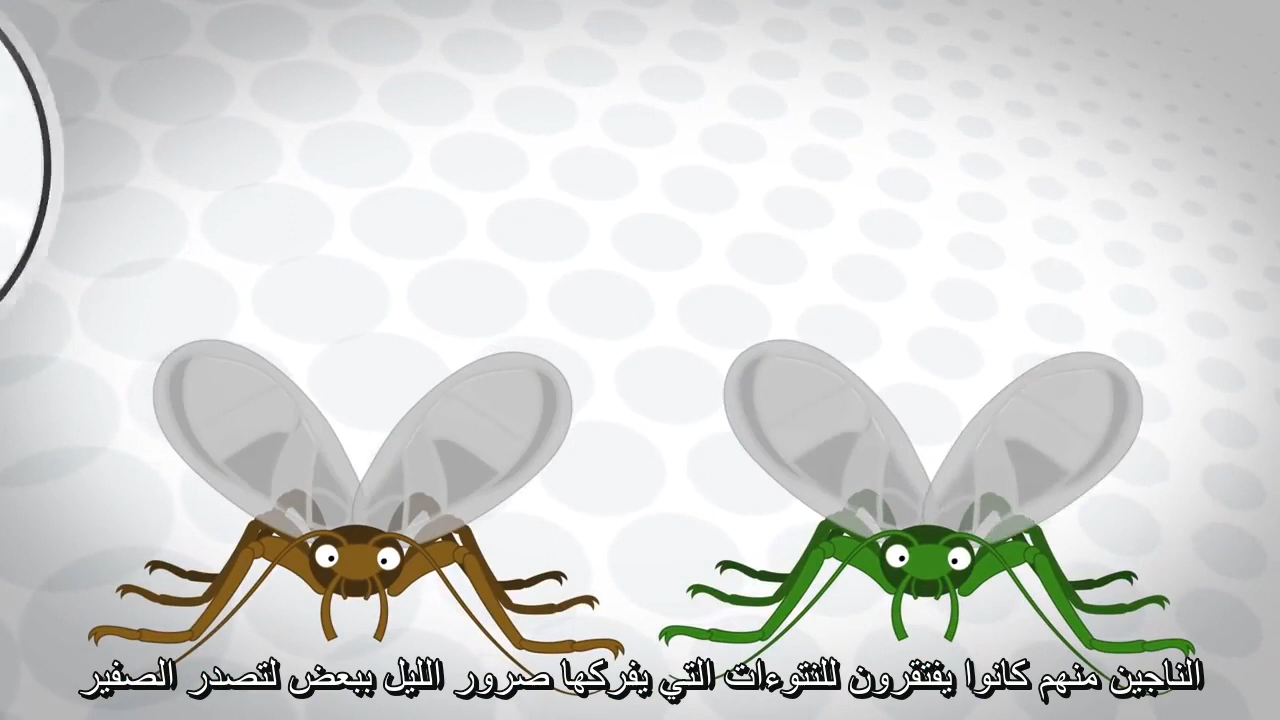 الناجين منهم كانوا يفتقرون للنتوءات التي يفركها صرور الليل ببعض لتصدر الصفير